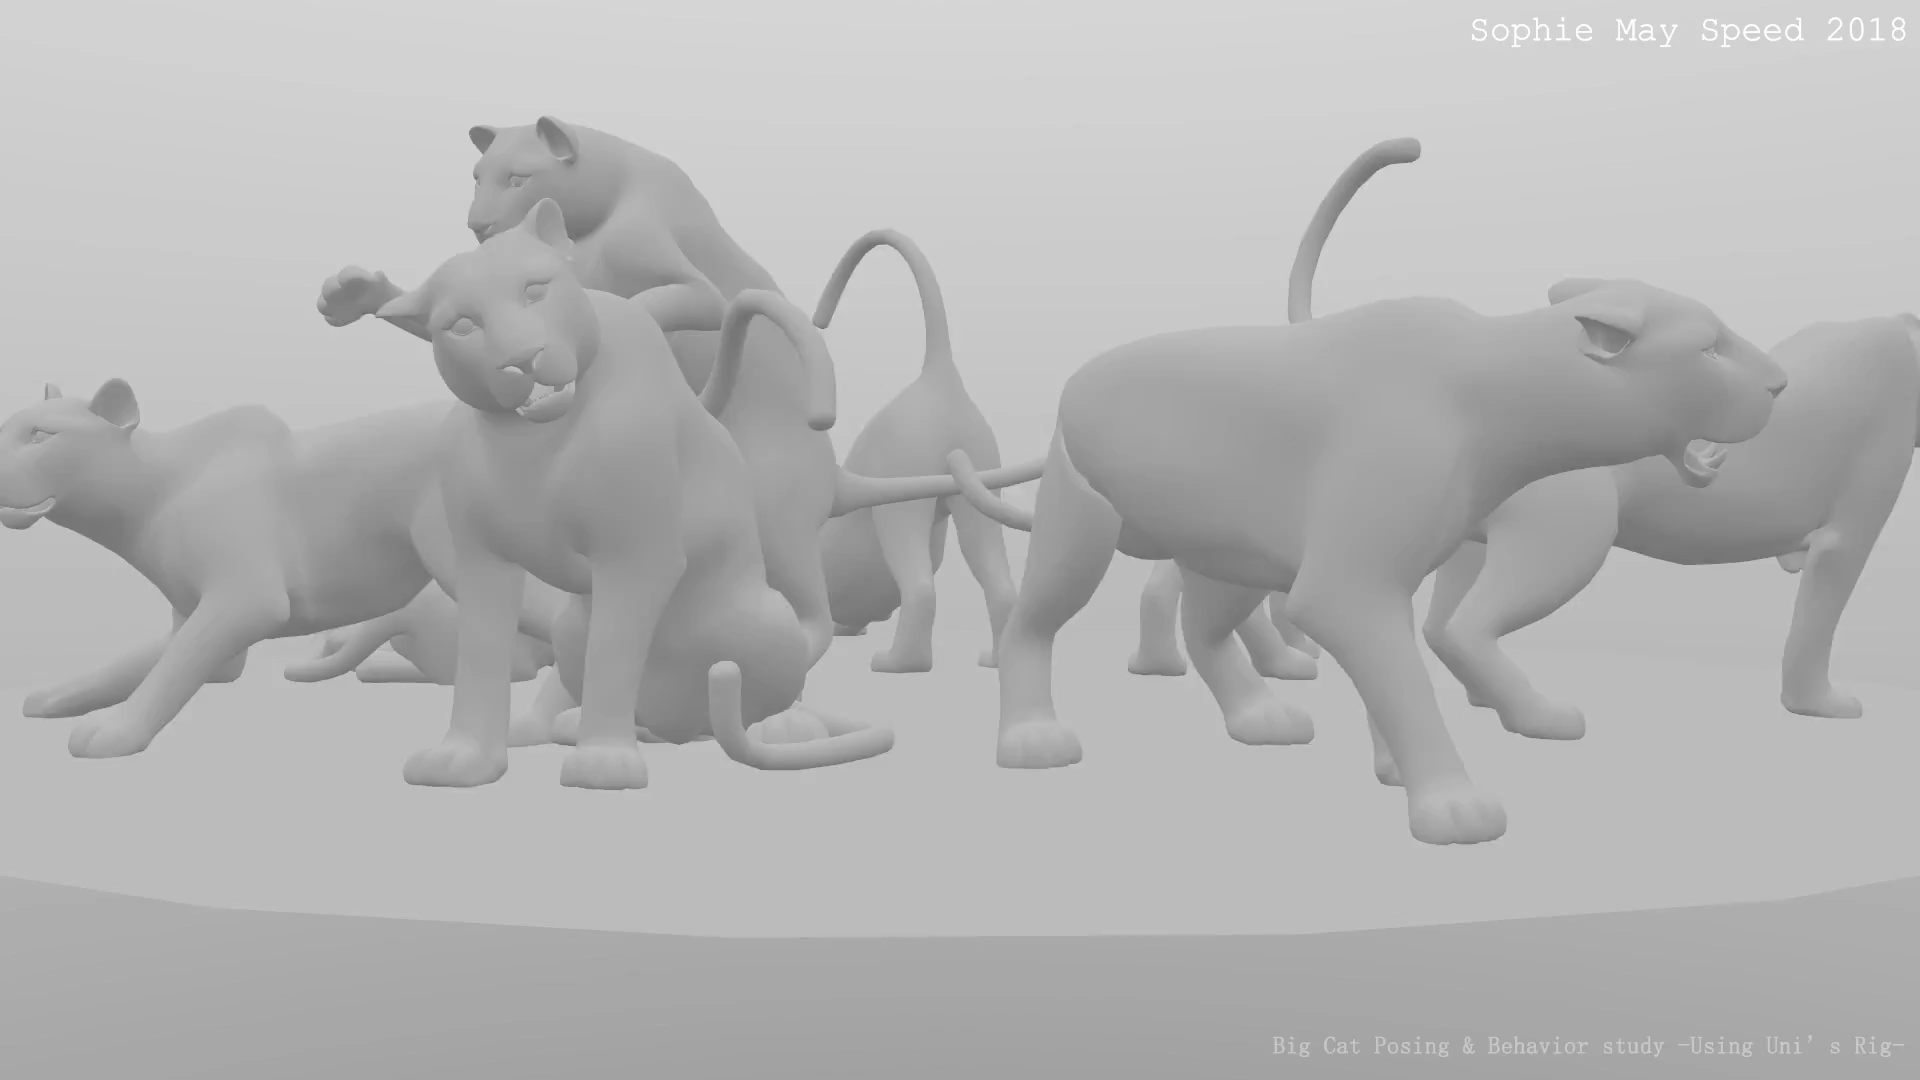 Sophie May Speed 2018
Big Cat Posing & Behavior study -Using Uni's Rig-